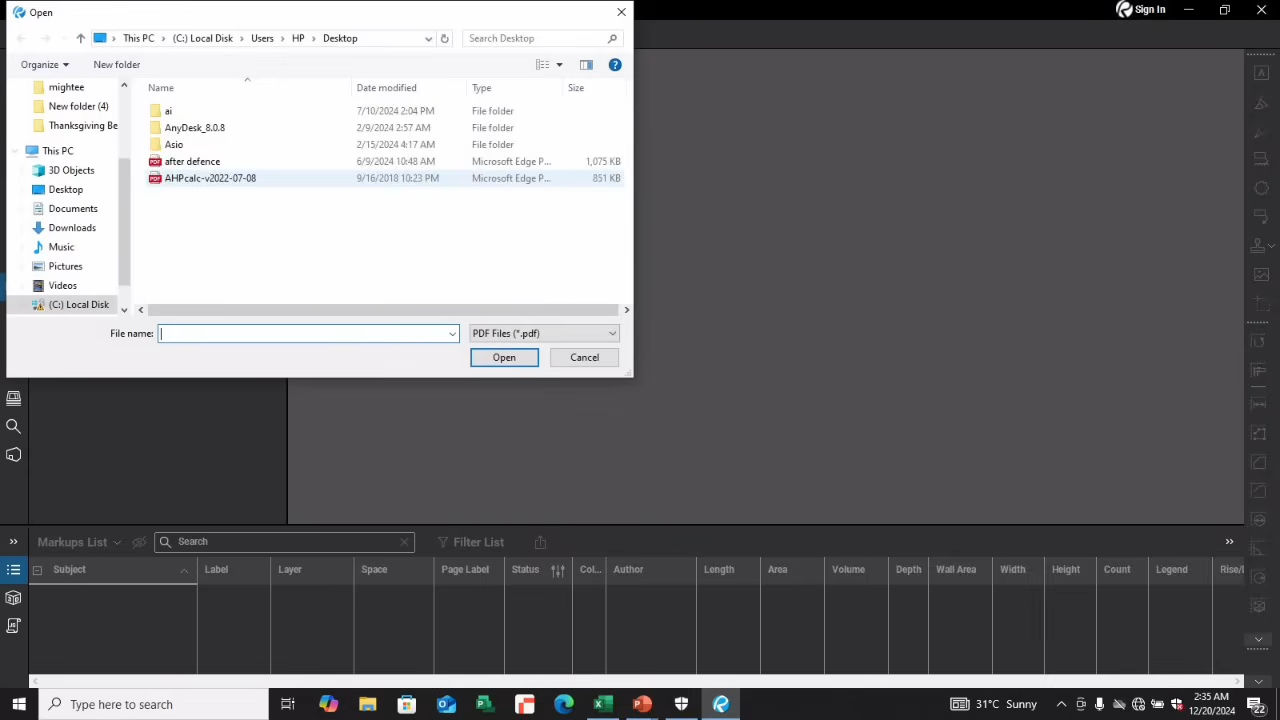 Open
Sign In
This PC
(C:) Local Disk
Users
HP
Desktop
Search Desktop
Organize
New folder
mightee
New folder (4)
Thanksgiving Be
This PC
3D Objects
Desktop
Documents
Downloads
Music
Pictures
Videos
(C:) Local Disk
Name Date modified Type Size
ai 7/10/2024 2:04 PM File folder
AnyDesk_8.0.8 2/9/2024 2:57 AM File folder
Asio 2/15/2024 4:17 AM File folder
after defence 6/9/2024 10:48 AM Microsoft Edge P... 1,075 KB
AHPcalc-v2022-07-08 9/16/2018 10:23 PM Microsoft Edge P... 851 KB
File name:
PDF Files (*.pdf)
Open Cancel
Markups List Search Filter List
Subject Label Layer Space Page Label Status Col... Author Length Area Volume Depth Wall Area Width Height Count Legend Rise/
Type here to search
31°C Sunny
2:35 AM
12/20/2024
22